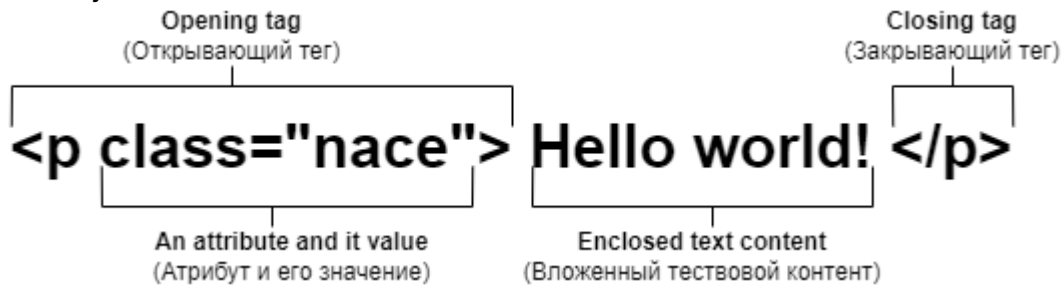 Opening tag
(Открывающий тег)
Closing tag
(Закрывающий тег)
<p class="nace"> Hello world! </p>
An attribute and it value
(Атрибут и его значение)
Enclosed text content
(Вложенный тествовой контент)